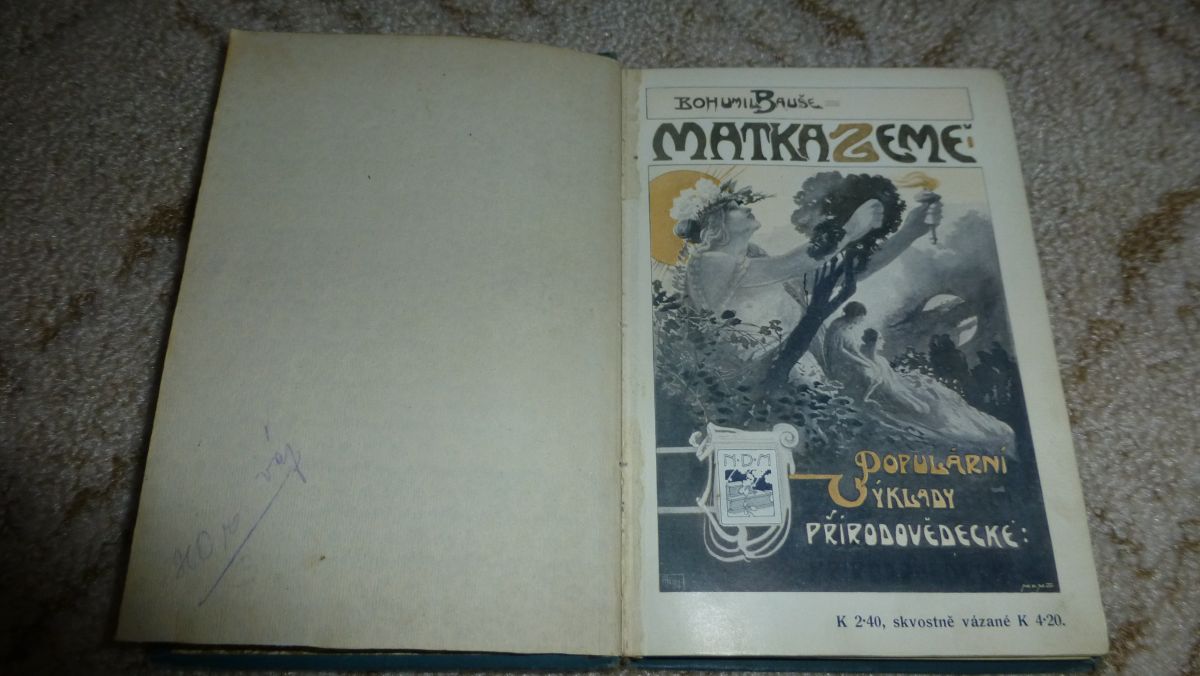 BOHUMIL BAUŠE
MATKA ZEMĚ
N·D·M
POPULÁRNÍ
VÝKLADY
PŘÍRODOVĚDECKÉ:
K 2·40, skvostně vázané K 4·20.